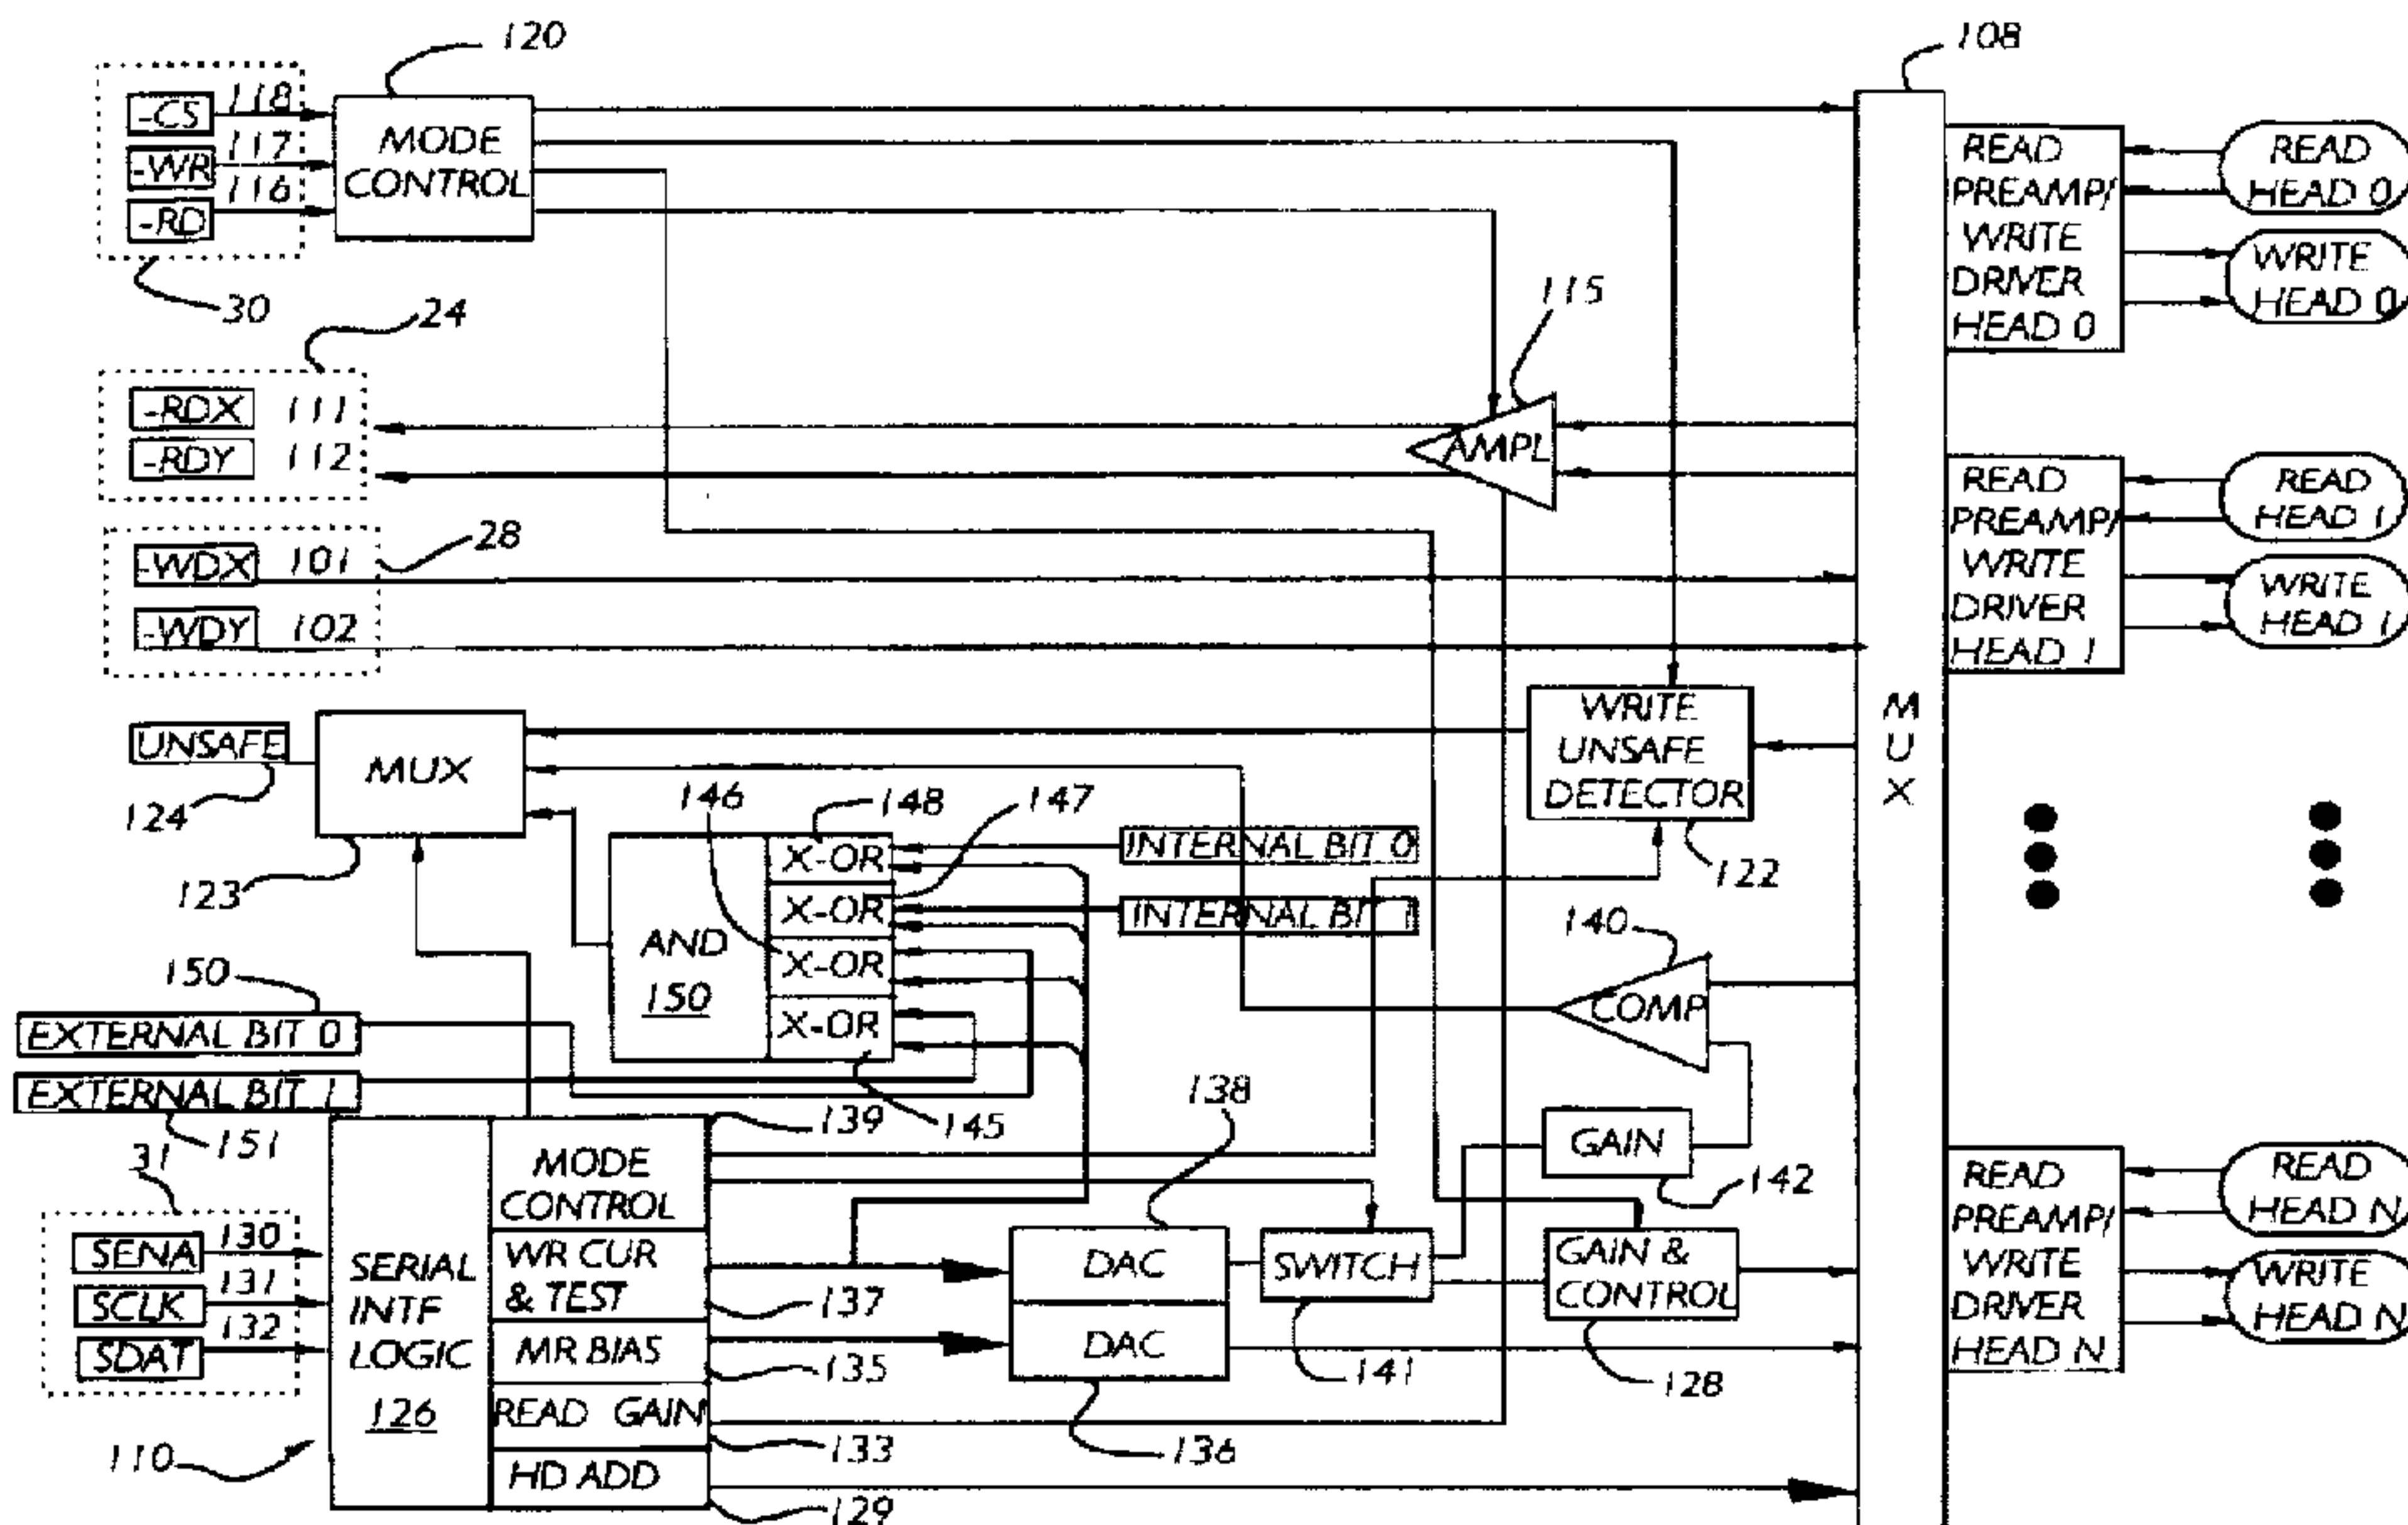 120
108
-CS
118
-WR
117
-RD
116
MODE
CONTROL
30
24
-RDX
111
-RDY
112
AMPL
115
28
-WDX
101
-WDY
102
UNSAFE
124
MUX
123
WRITE
UNSAFE
DETECTOR
122
M
U
X
146
148
147
X-OR
X-OR
X-OR
X-OR
AND
150
INTERNAL BIT 0
INTERNAL BIT 1
140
COMP
150
EXTERNAL BIT 0
EXTERNAL BIT 1
151
145
139
138
GAIN
142
31
SENA
130
SCLK
131
SDAT
132
SERIAL
INTF
LOGIC
126
110
MODE
CONTROL
WR CUR
& TEST
137
MR BIAS
135
READ GAIN
133
HD ADD
129
DAC
DAC
136
SWITCH
141
GAIN &
CONTROL
128
READ
PREAMP/
WRITE
DRIVER
HEAD 0
READ
HEAD 0
WRITE
HEAD 0
READ
PREAMP/
WRITE
DRIVER
HEAD 1
READ
HEAD 1
WRITE
HEAD 1
READ
PREAMP/
WRITE
DRIVER
HEAD N
READ
HEAD N
WRITE
HEAD N